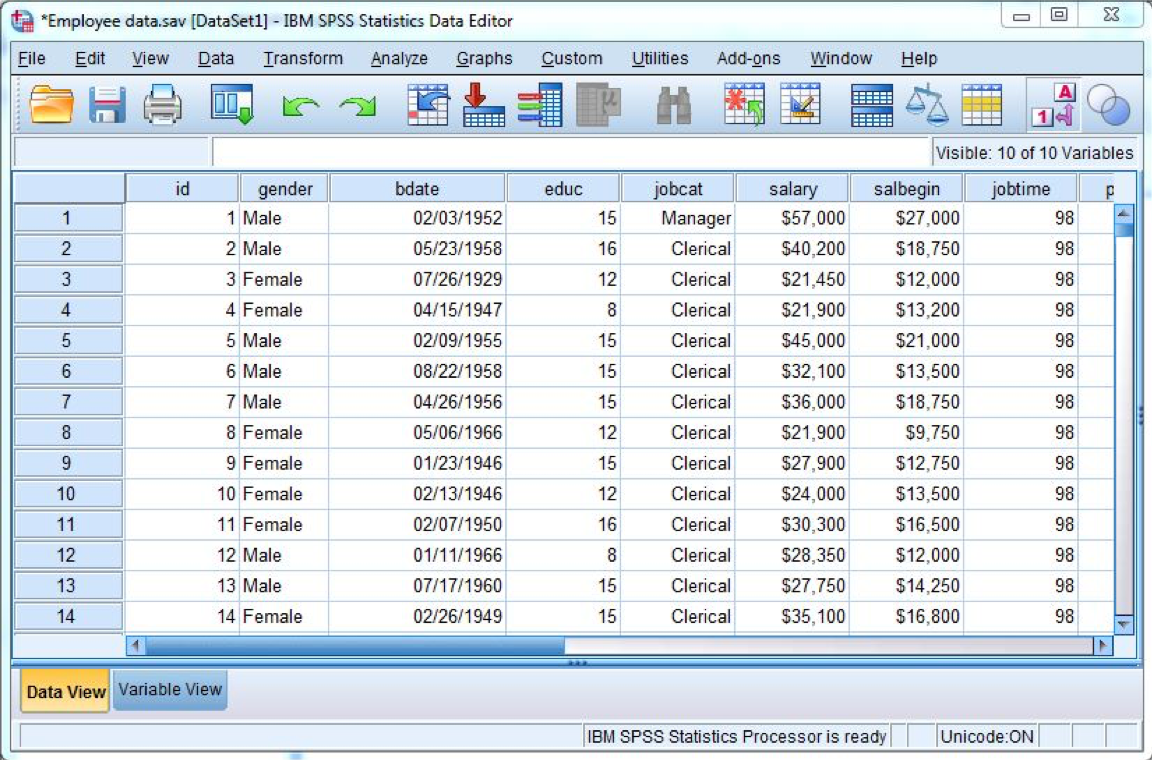 *Employee data.sav [DataSet1] - IBM SPSS Statistics Data Editor
File Edit View Data Transform Analyze Graphs Custom Utilities Add-ons Window Help
A
1
μ
Visible: 10 of 10 Variables
id gender bdate educ jobcat salary salbegin jobtime p
1 1 Male 02/03/1952 15 Manager $57,000 $27,000 98
2 2 Male 05/23/1958 16 Clerical $40,200 $18,750 98
3 3 Female 07/26/1929 12 Clerical $21,450 $12,000 98
4 4 Female 04/15/1947 8 Clerical $21,900 $13,200 98
5 5 Male 02/09/1955 15 Clerical $45,000 $21,000 98
6 6 Male 08/22/1958 15 Clerical $32,100 $13,500 98
7 7 Male 04/26/1956 15 Clerical $36,000 $18,750 98
8 8 Female 05/06/1966 12 Clerical $21,900 $9,750 98
9 9 Female 01/23/1946 15 Clerical $27,900 $12,750 98
10 10 Female 02/13/1946 12 Clerical $24,000 $13,500 98
11 11 Female 02/07/1950 16 Clerical $30,300 $16,500 98
12 12 Male 01/11/1966 8 Clerical $28,350 $12,000 98
13 13 Male 07/17/1960 15 Clerical $27,750 $14,250 98
14 14 Female 02/26/1949 15 Clerical $35,100 $16,800 98
Data View Variable View
IBM SPSS Statistics Processor is ready Unicode:ON